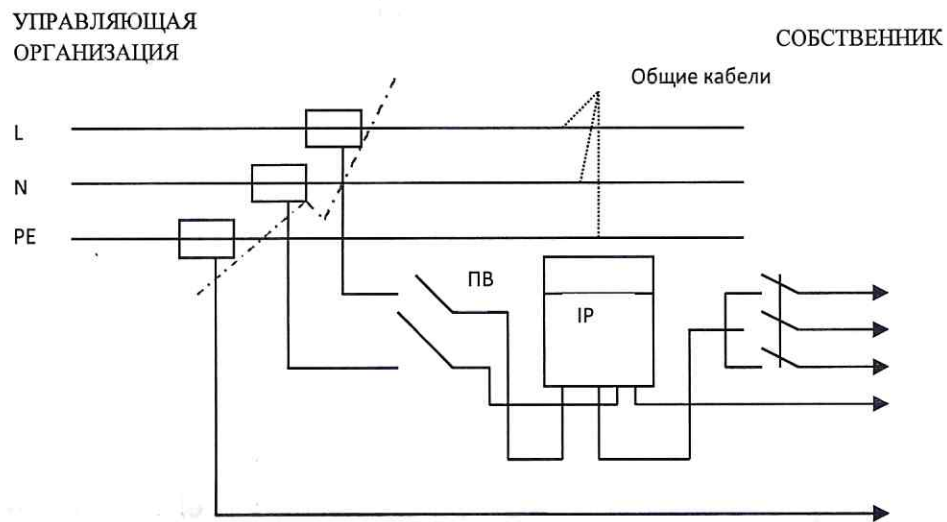 УПРАВЛЯЮЩАЯ
ОРГАНИЗАЦИЯ
СОБСТВЕННИК
Общие кабели
L
N
PE
ПВ
IP